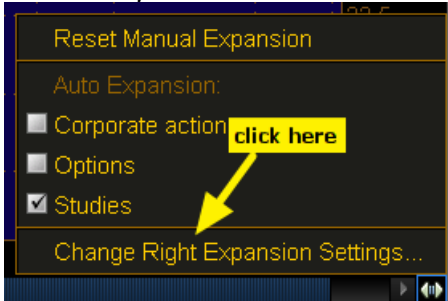 Reset Manual Expansion
Auto Expansion:
Corporate action
click here
Options
Studies
Change Right Expansion Settings...